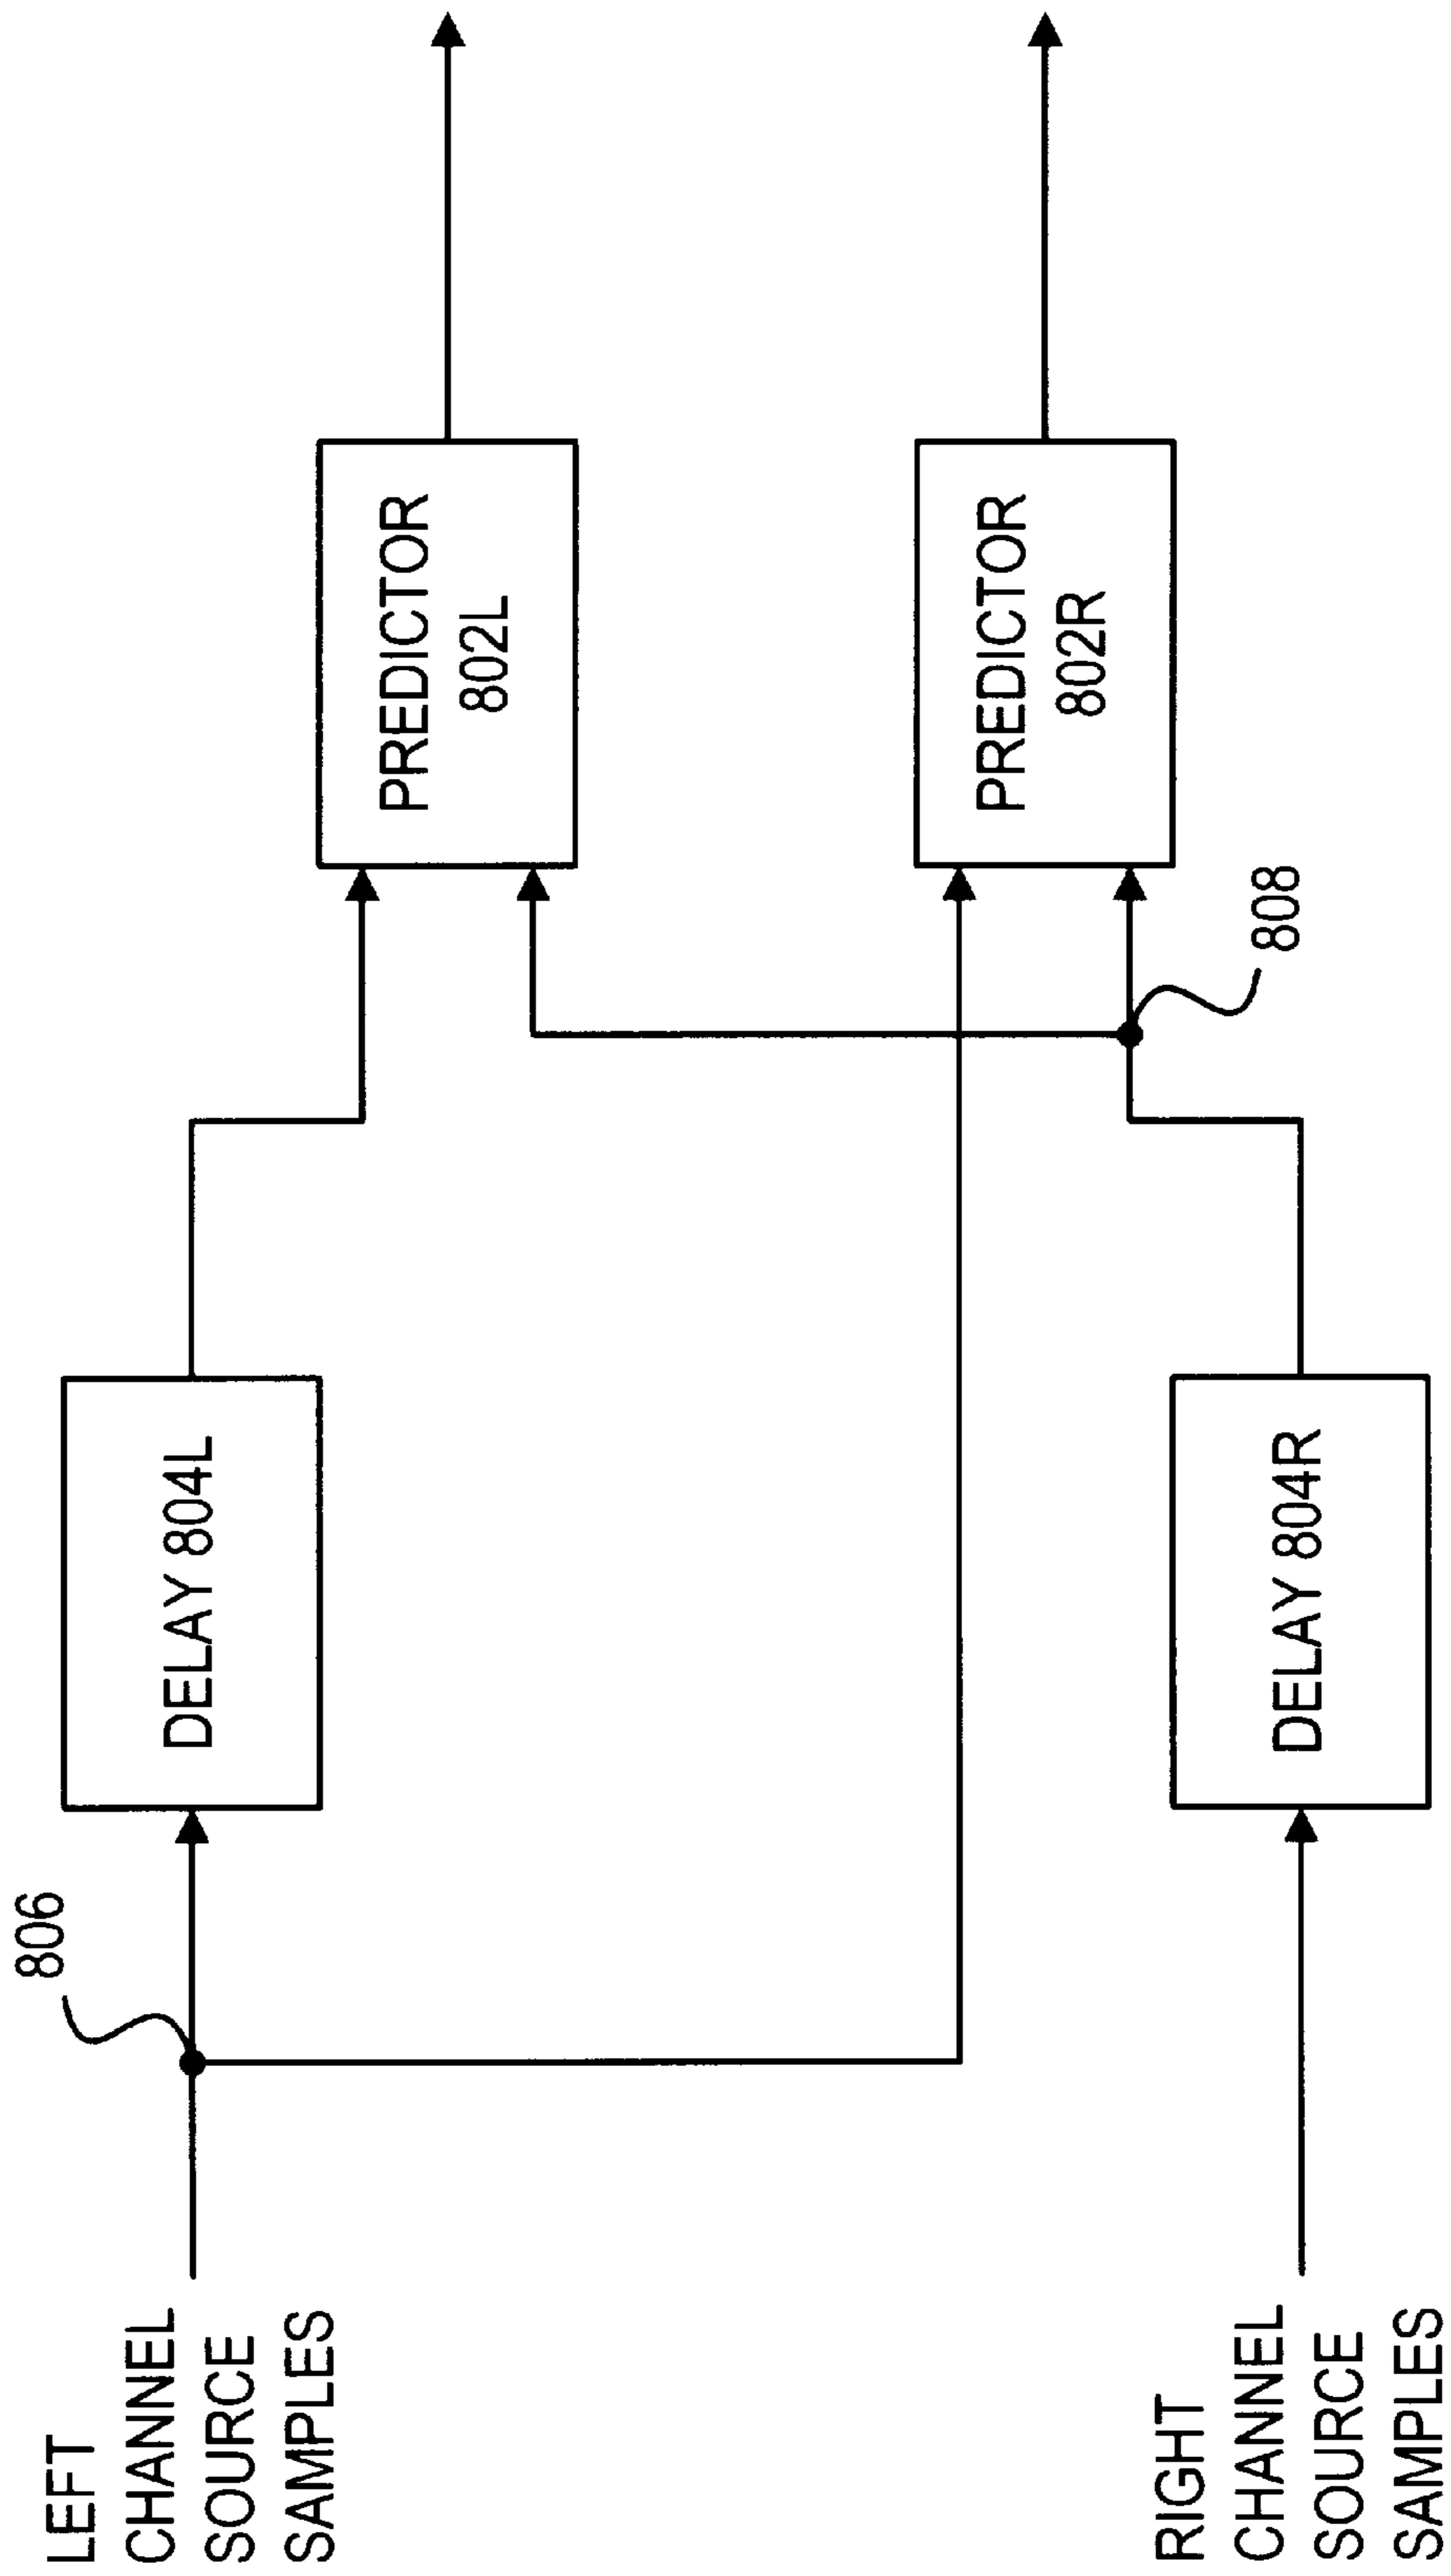 LEFT
CHANNEL
SOURCE
SAMPLES
806
DELAY 804L
PREDICTOR
802L
PREDICTOR
802R
808
RIGHT
CHANNEL
SOURCE
SAMPLES
DELAY 804R